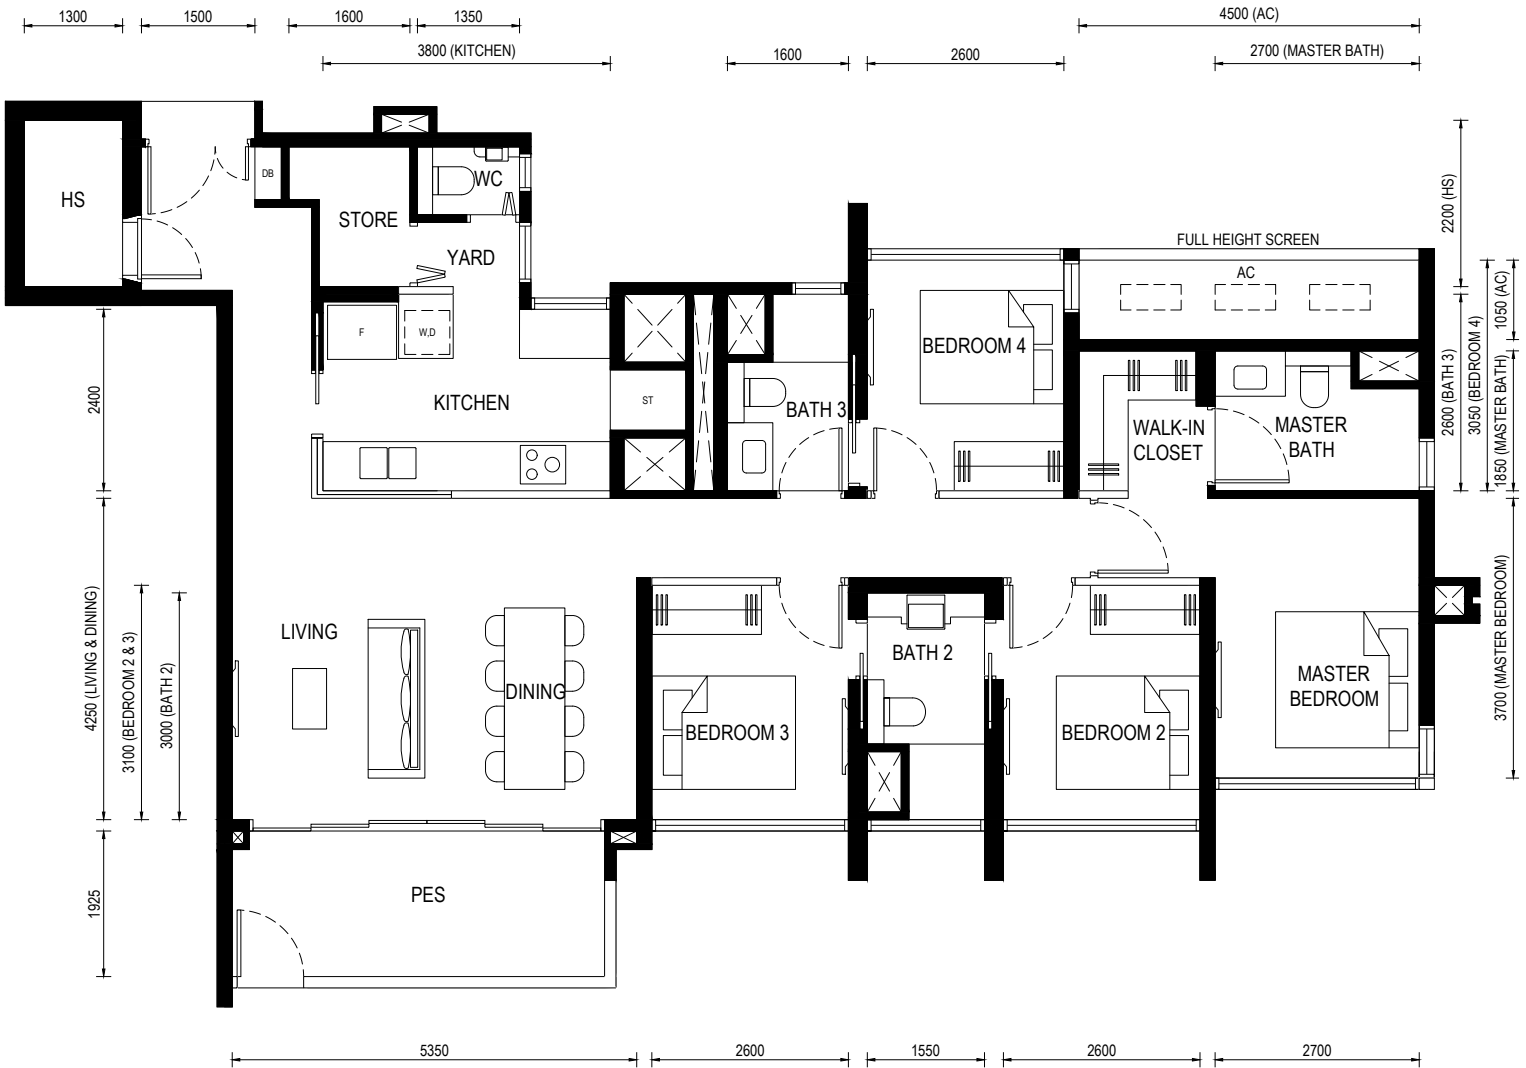 1300
1500
1600
1350
4500 (AC)
3800 (KITCHEN)
1600
2600
2700 (MASTER BATH)
HS
DB
STORE
WC
YARD
FULL HEIGHT SCREEN
AC
2200 (HS)
1050 (AC)
F
W,D
BEDROOM 4
2400
KITCHEN
ST
BATH 3
WALK-IN
CLOSET
MASTER
BATH
2600 (BATH 3)
3050 (BEDROOM 4)
1850 (MASTER BATH)
4250 (LIVING & DINING)
3100 (BEDROOM 2 & 3)
3000 (BATH 2)
LIVING
DINING
BEDROOM 3
BATH 2
BEDROOM 2
MASTER
BEDROOM
3700 (MASTER BEDROOM)
1925
PES
5350
2600
1550
2600
2700